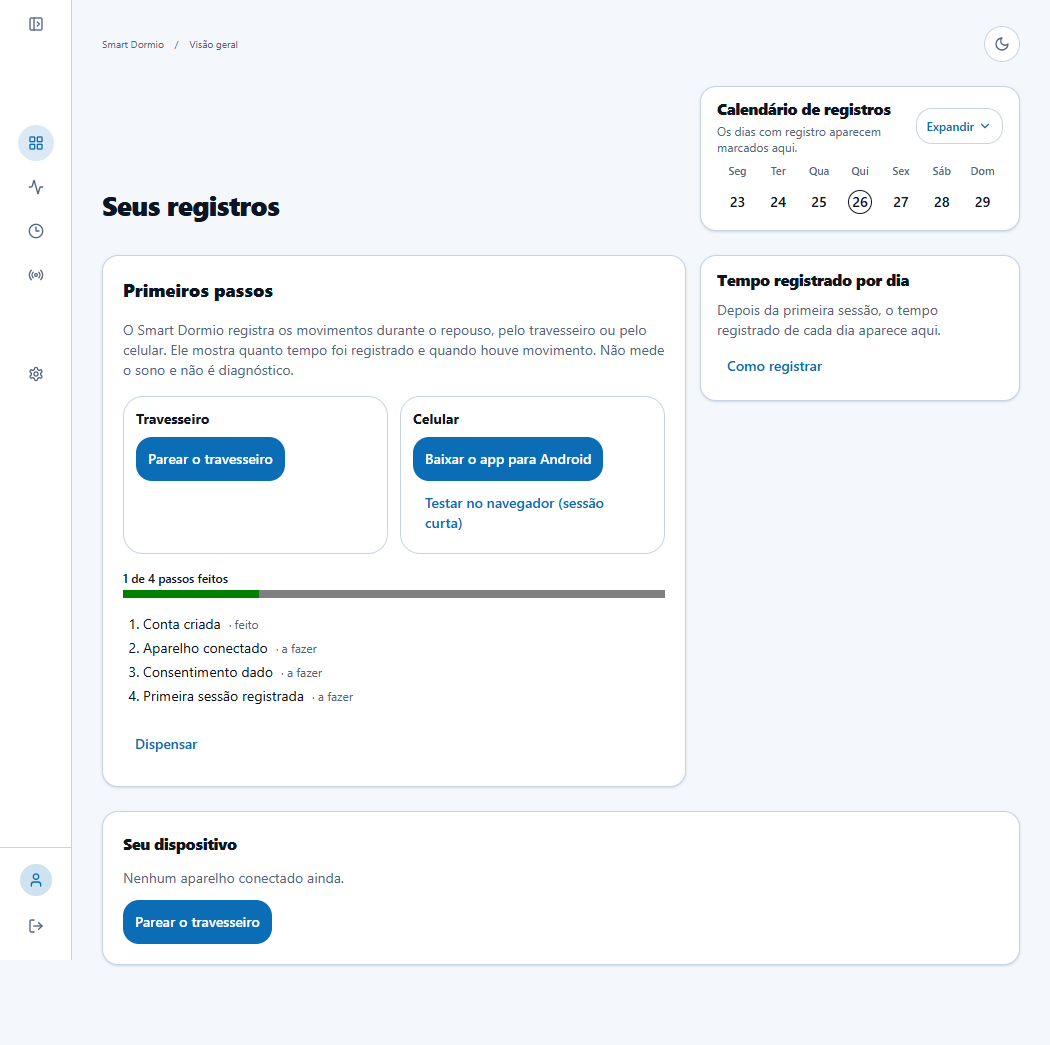 Smart Dormio / Visão geral
Calendário de registros
Os dias com registro aparecem
marcados aqui.
Expandir
Seg Ter Qua Qui Sex Sáb Dom
23 24 25 26 27 28 29
Seus registros
Primeiros passos
O Smart Dormio registra os movimentos durante o repouso, pelo travesseiro ou pelo
celular. Ele mostra quanto tempo foi registrado e quando houve movimento. Não mede
o sono e não é diagnóstico.
Travesseiro
Parear o travesseiro
Celular
Baixar o app para Android
Testar no navegador (sessão
curta)
1 de 4 passos feitos
1. Conta criada · feito
2. Aparelho conectado · a fazer
3. Consentimento dado · a fazer
4. Primeira sessão registrada · a fazer
Dispensar
Tempo registrado por dia
Depois da primeira sessão, o tempo
registrado de cada dia aparece aqui.
Como registrar
Seu dispositivo
Nenhum aparelho conectado ainda.
Parear o travesseiro